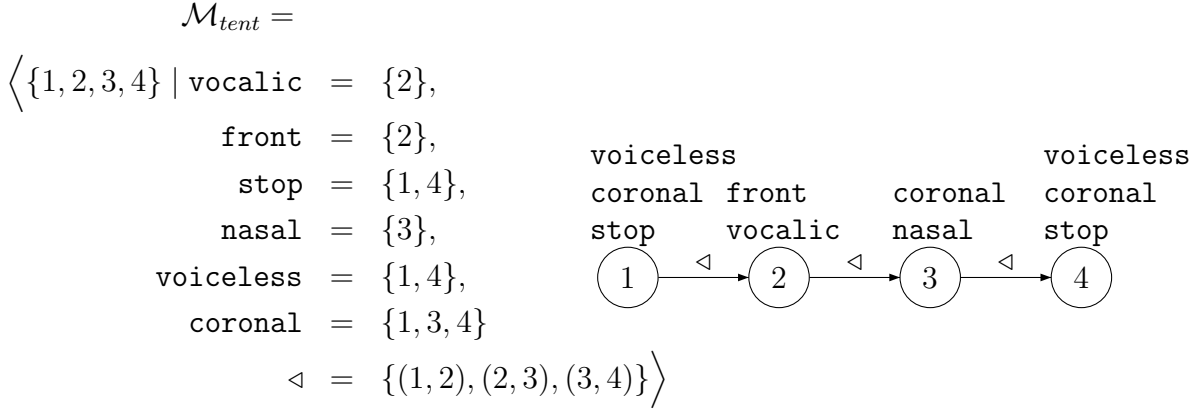 𝓜tent =
⟨{1, 2, 3, 4} | vocalic = {2},
front = {2},
stop = {1, 4},
nasal = {3},
voiceless = {1, 4},
coronal = {1, 3, 4}
◁ = {(1, 2), (2, 3), (3, 4)}⟩
voiceless voiceless
coronal front coronal coronal
stop vocalic nasal stop
◁ ◁ ◁
1 2 3 4